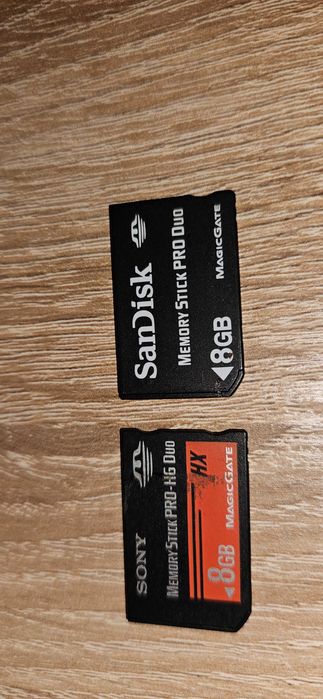 SanDisk
MEMORY STICK PRO DUO
8GB
MAGICGATE
SONY
MEMORY STICK PRO-HG DUO
HX
8GB
MAGICGATE